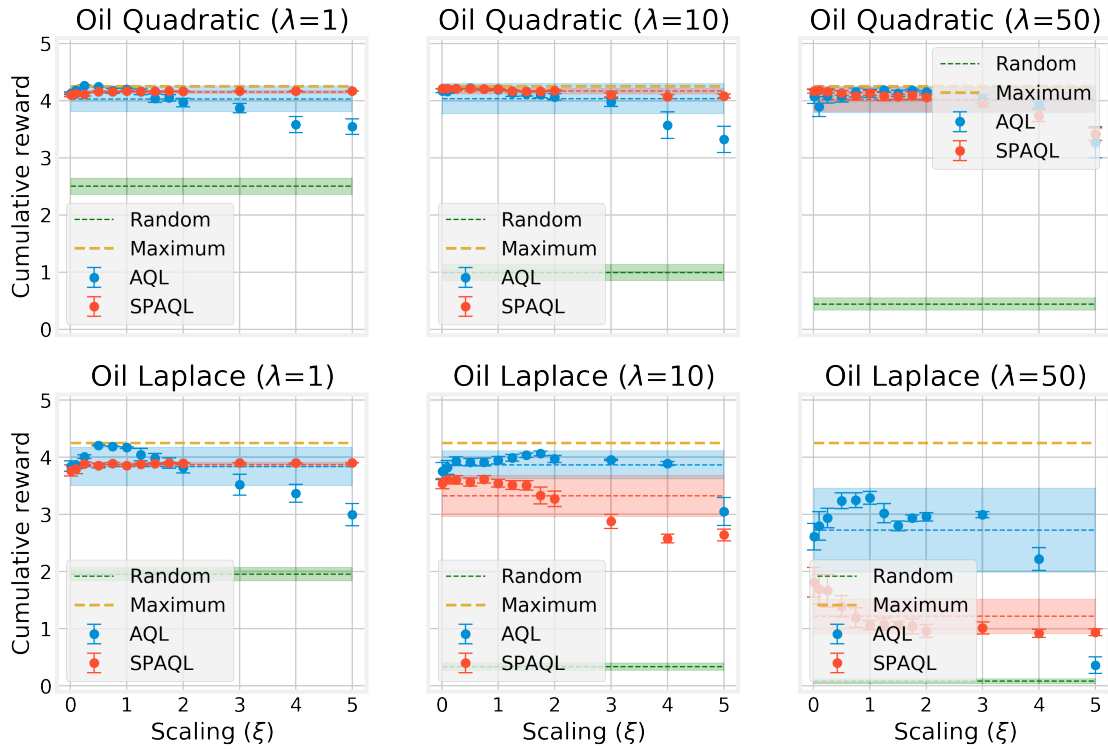 Oil Quadratic (λ=1)
Oil Quadratic (λ=10)
Oil Quadratic (λ=50)
Cumulative reward
5
4
3
2
1
0
Random
Maximum
AQL
SPAQL
Random
Maximum
AQL
SPAQL
Random
Maximum
AQL
SPAQL
Oil Laplace (λ=1)
Oil Laplace (λ=10)
Oil Laplace (λ=50)
Cumulative reward
5
4
3
2
1
0
Random
Maximum
AQL
SPAQL
Random
Maximum
AQL
SPAQL
Random
Maximum
AQL
SPAQL
0 1 2 3 4 5
0 1 2 3 4 5
0 1 2 3 4 5
Scaling (ξ)
Scaling (ξ)
Scaling (ξ)